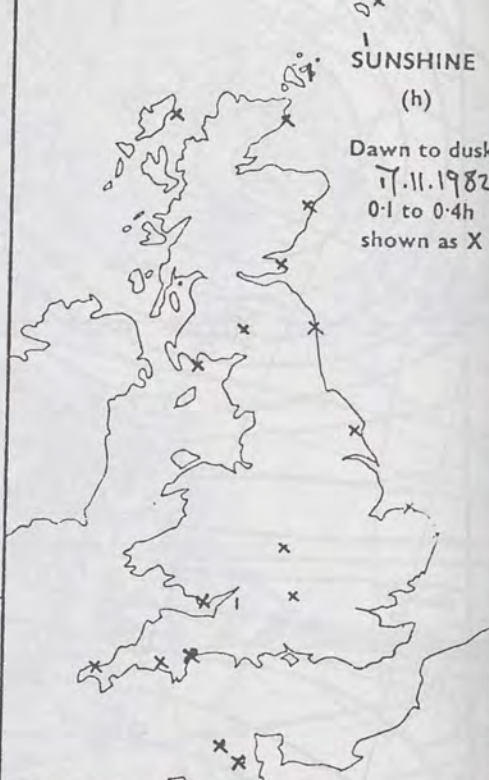 SUNSHINE
(h)
Dawn to dusk
17.11.1982
0·1 to 0·4h
shown as X